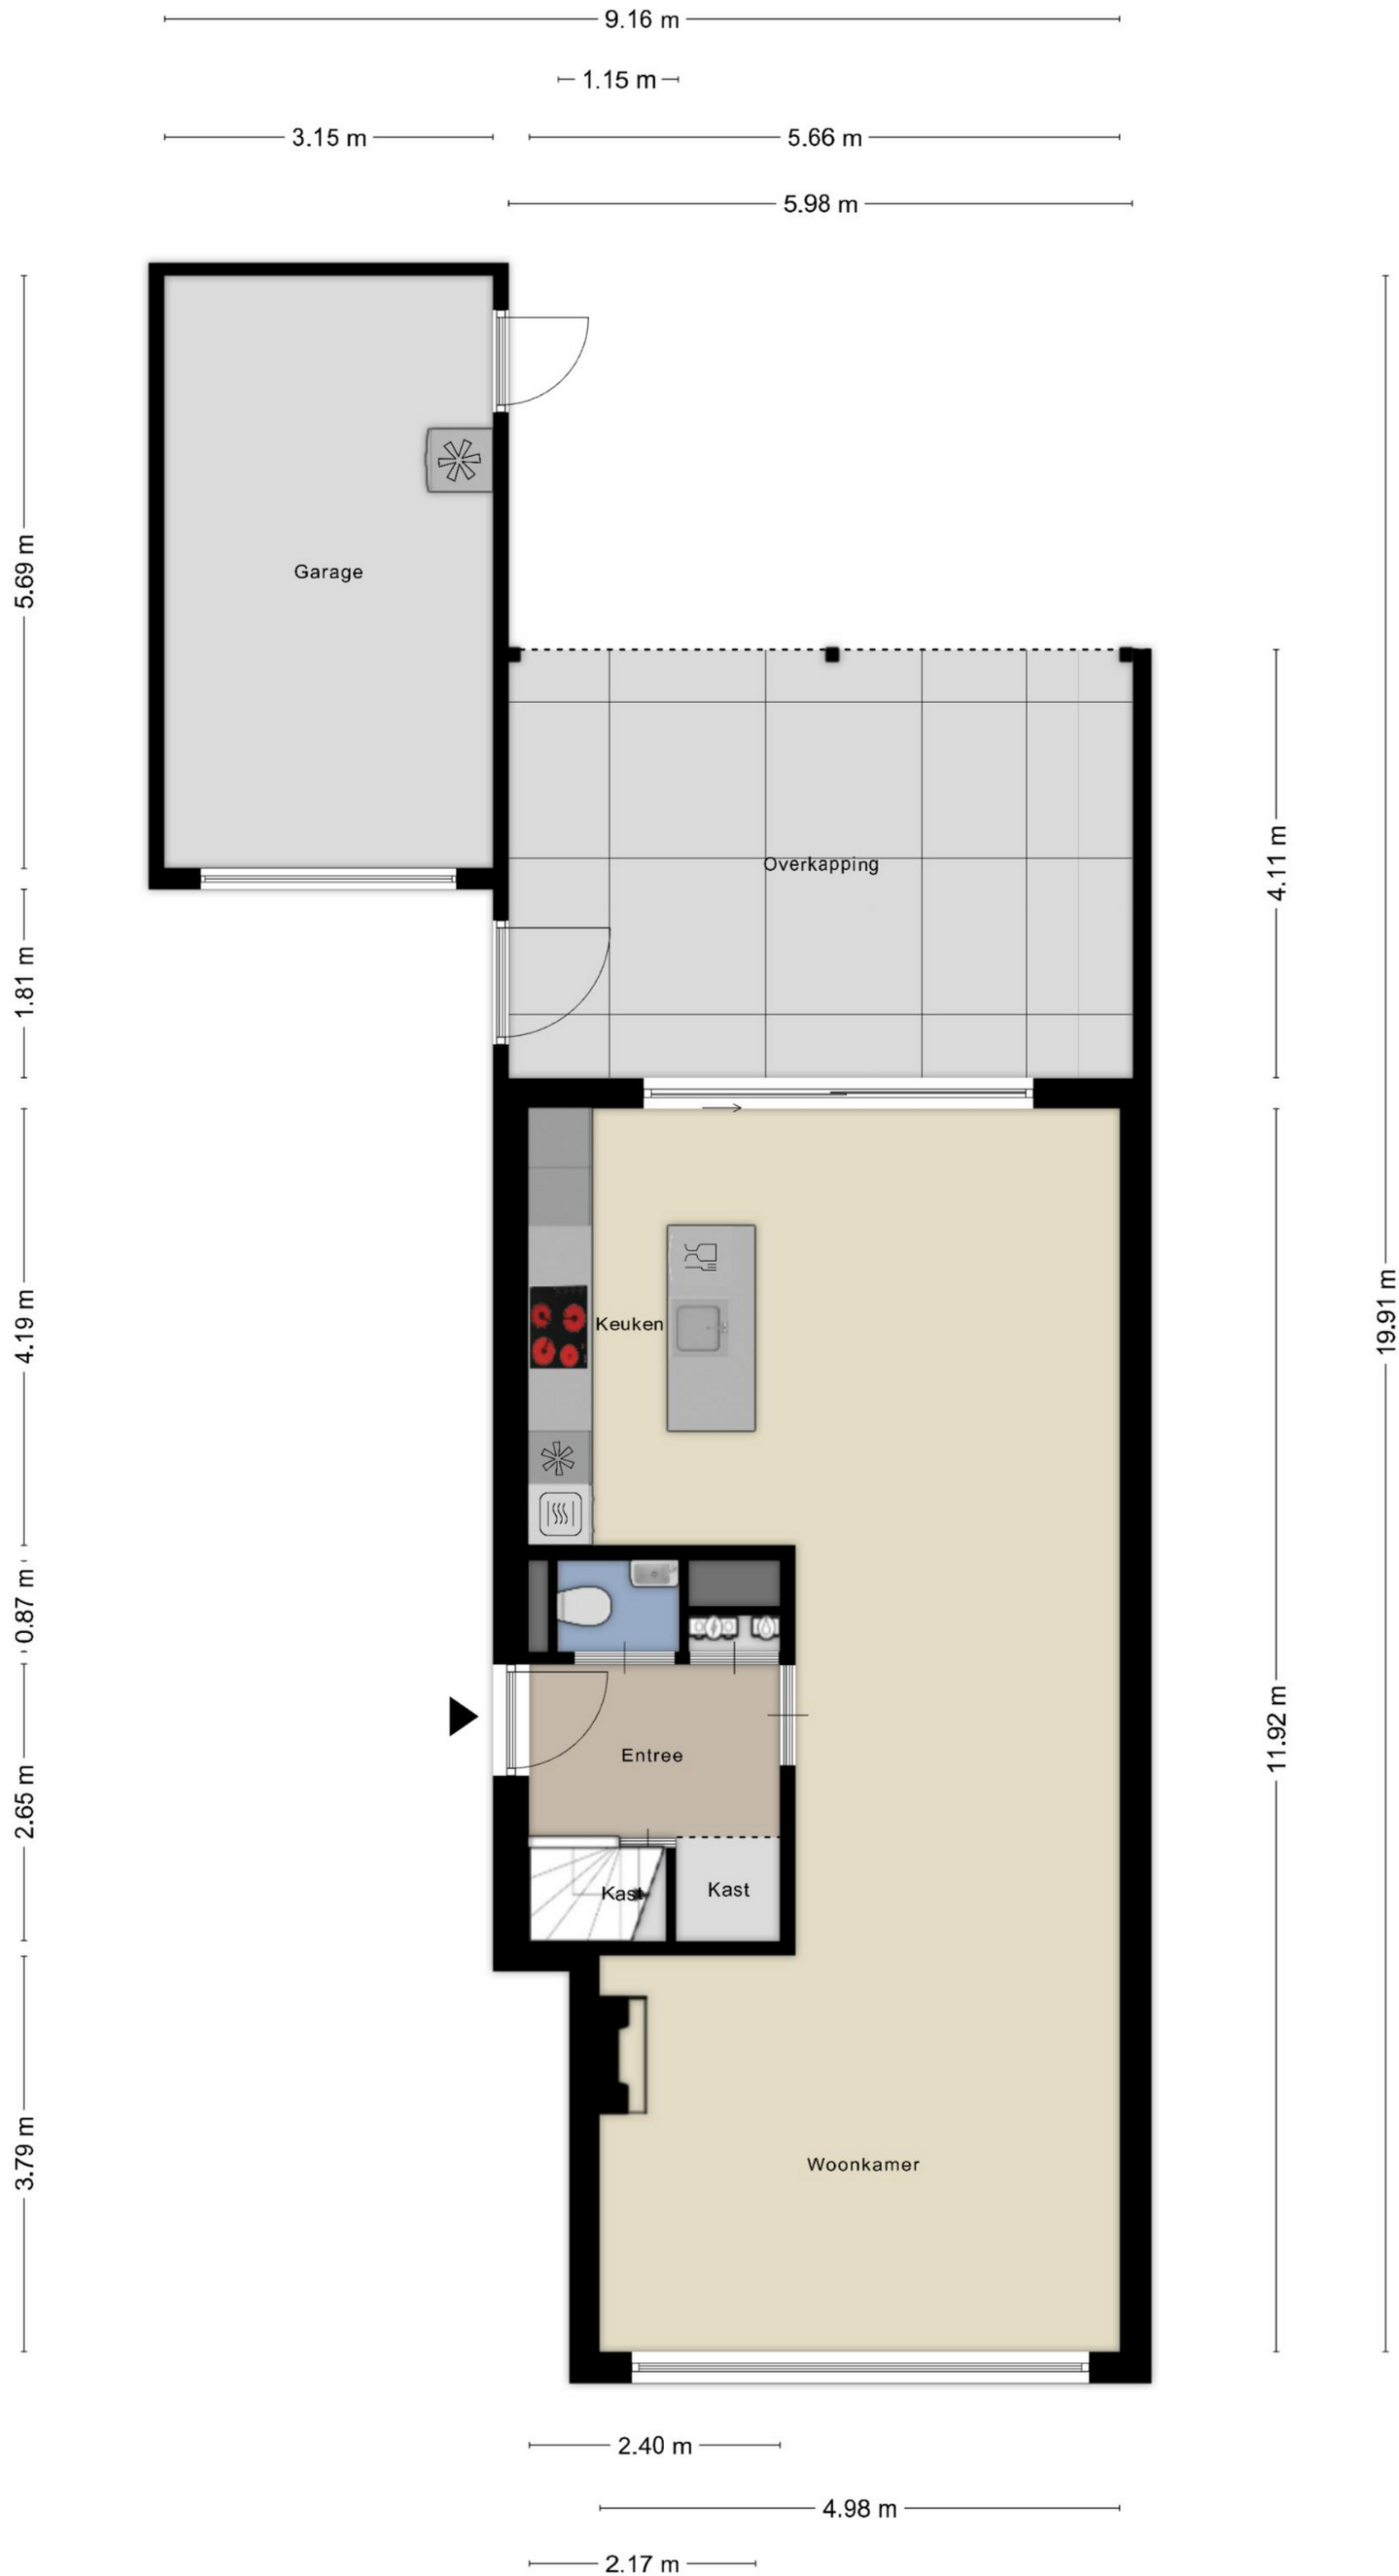 9.16 m
1.15 m
3.15 m
5.66 m
5.98 m
5.69 m
Garage
4.11 m
Overkapping
1.81 m
4.19 m
Keuken
19.91 m
0.87 m
11.92 m
Entree
2.65 m
Kast
Kast
3.79 m
Woonkamer
2.40 m
4.98 m
2.17 m